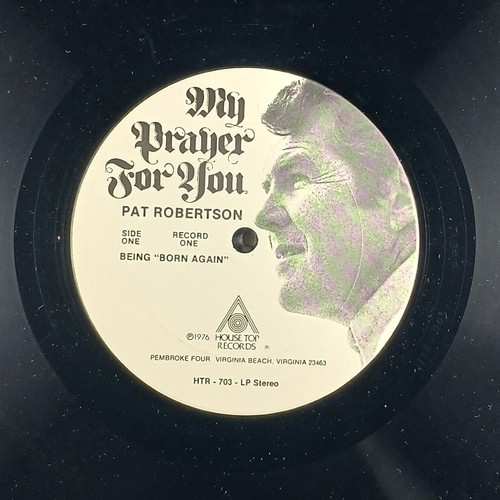 My
Prayer
For You
PAT ROBERTSON
SIDE ONE RECORD ONE
BEING "BORN AGAIN"
℗1976 HOUSE TOP RECORDS ®
PEMBROKE FOUR VIRGINIA BEACH, VIRGINIA 23463
HTR - 703 - LP Stereo